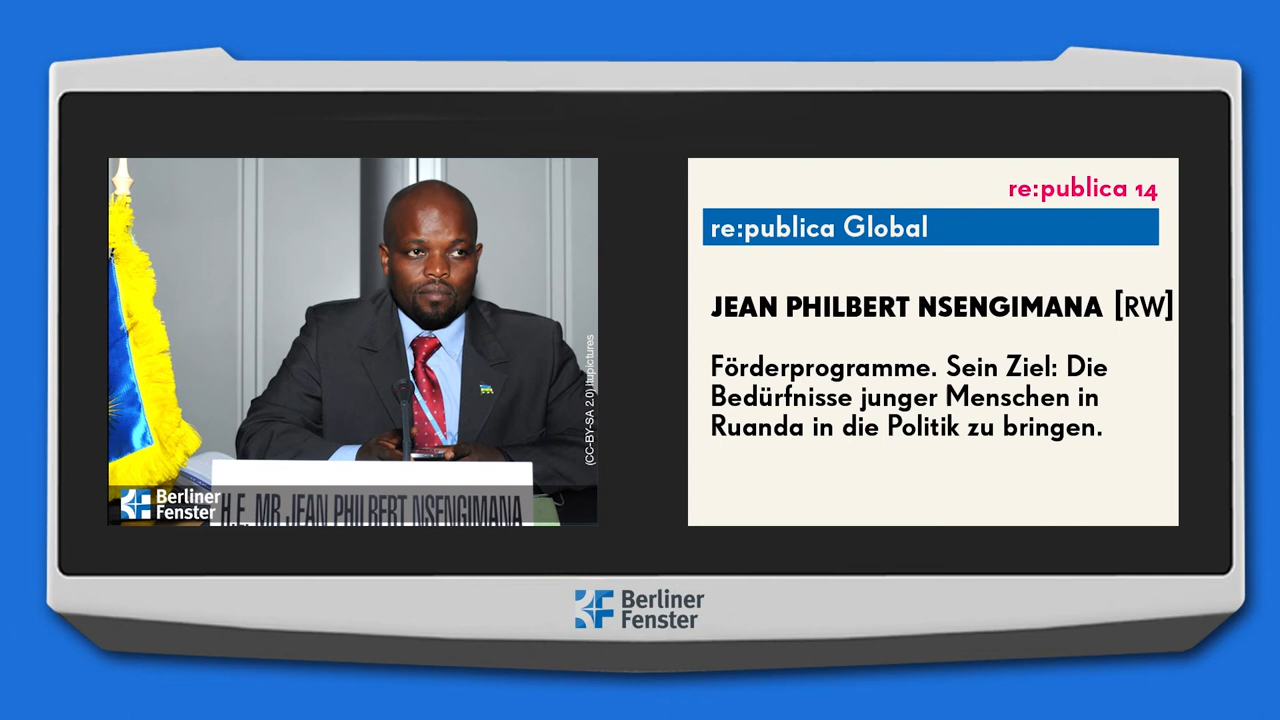 (CC-BY-SA 2.0) itupictures
Berliner
Fenster
H.E. MR JEAN PHILBERT NSENGIMANA
re:publica 14
re:publica Global
JEAN PHILBERT NSENGIMANA [RW]
Förderprogramme. Sein Ziel: Die
Bedürfnisse junger Menschen in
Ruanda in die Politik zu bringen.
Berliner
Fenster